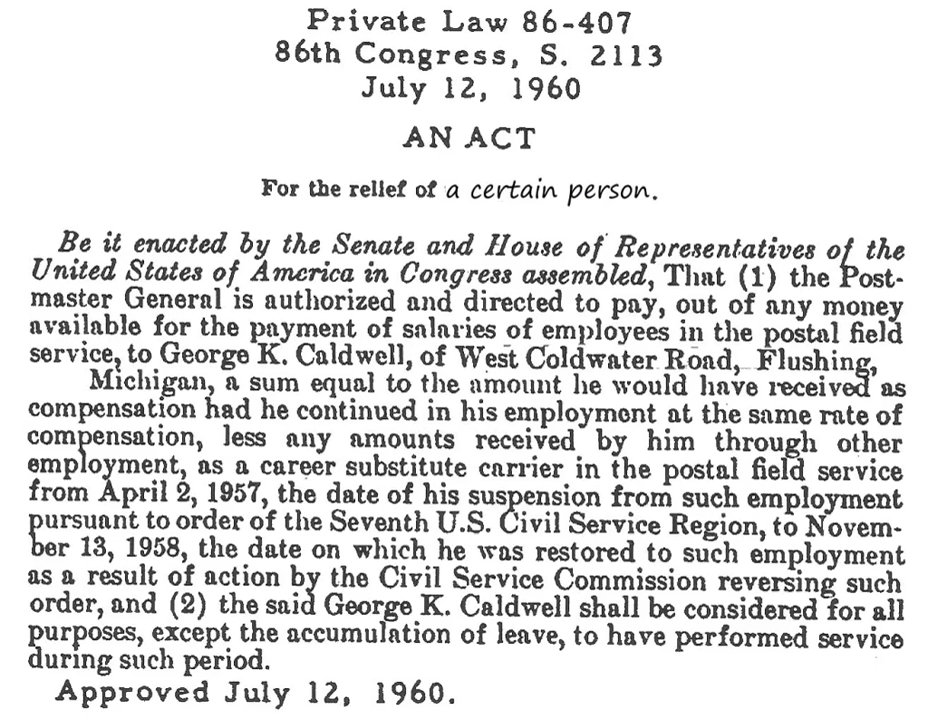 Private Law 86-407
86th Congress, S. 2113
July 12, 1960
AN ACT
For the relief of a certain person.
Be it enacted by the Senate and House of Representatives of the
United States of America in Congress assembled, That (1) the Post-
master General is authorized and directed to pay, out of any money
available for the payment of salaries of employees in the postal field
service, to George K. Caldwell, of West Coldwater Road, Flushing,
Michigan, a sum equal to the amount he would have received as
compensation had he continued in his employment at the same rate of
compensation, less any amounts received by him through other
employment, as a career substitute carrier in the postal field service
from April 2, 1957, the date of his suspension from such employment
pursuant to order of the Seventh U.S. Civil Service Region, to Novem-
ber 13, 1958, the date on which he was restored to such employment
as a result of action by the Civil Service Commission reversing such
order, and (2) the said George K. Caldwell shall be considered for all
purposes, except the accumulation of leave, to have performed service
during such period.
Approved July 12, 1960.